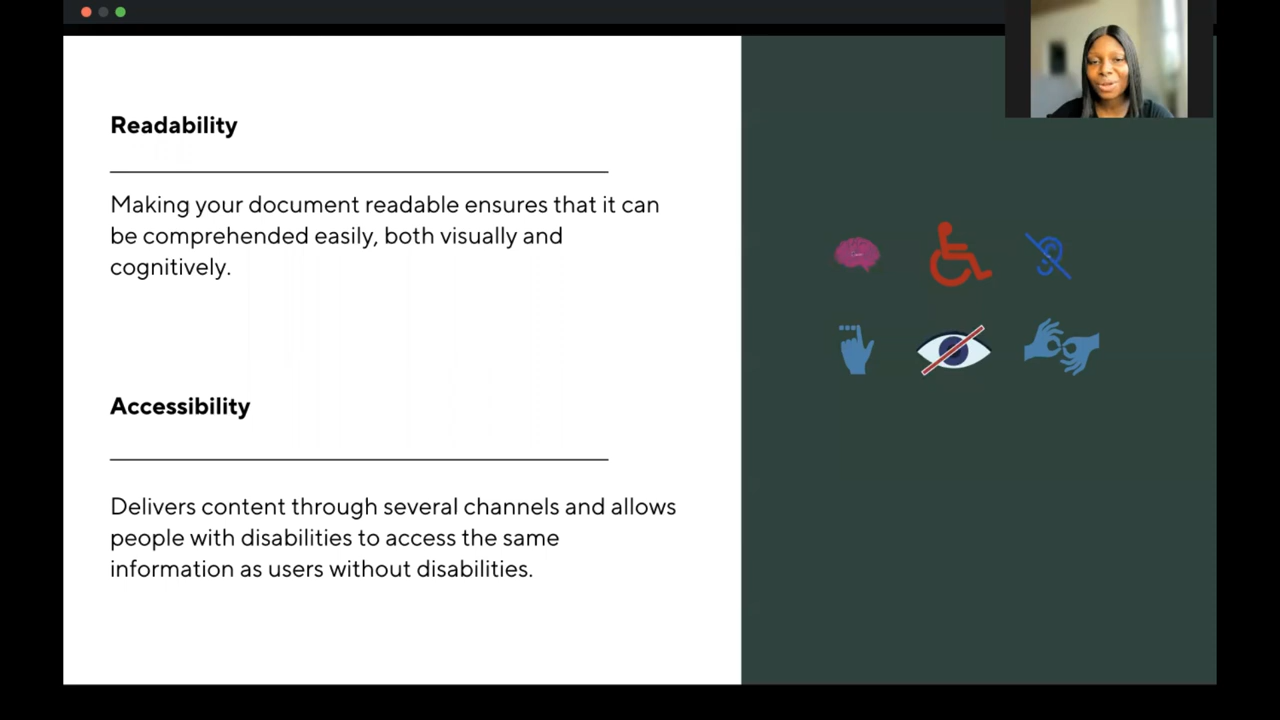 Readability
Making your document readable ensures that it can
be comprehended easily, both visually and
cognitively.
Accessibility
Delivers content through several channels and allows
people with disabilities to access the same
information as users without disabilities.